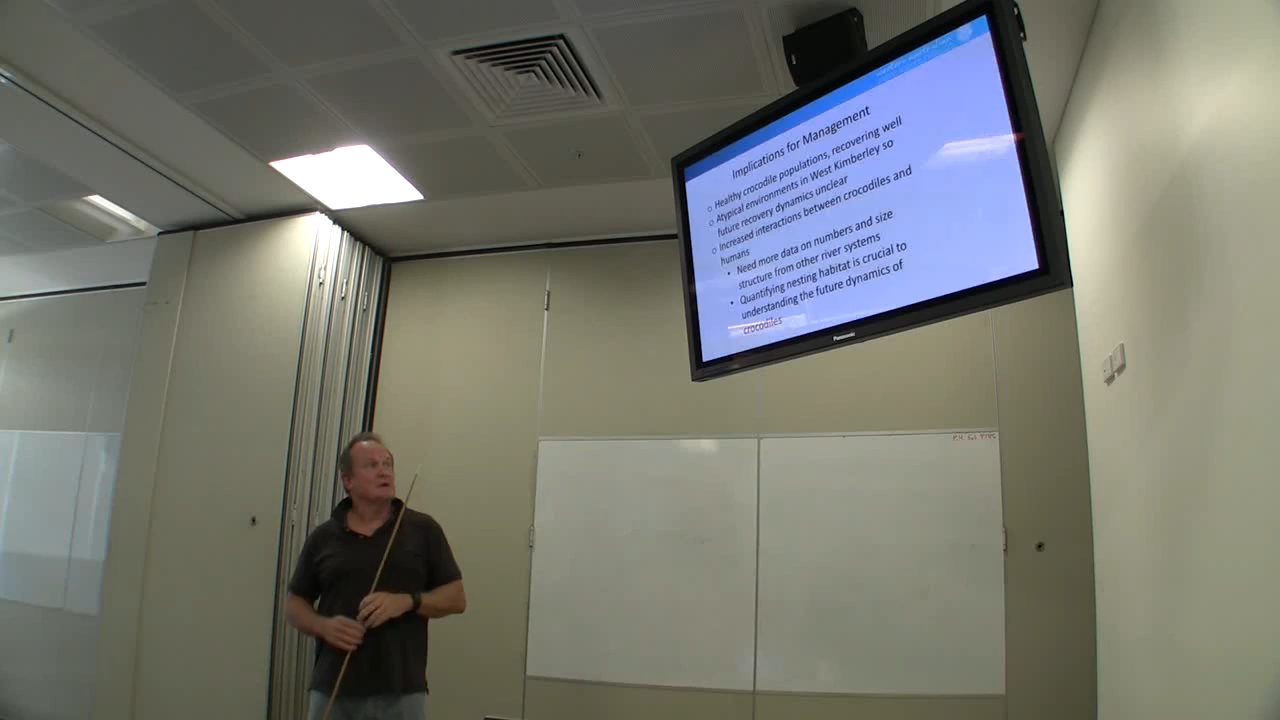 Implications for Management
○ Healthy crocodile populations, recovering well
○ Atypical environments in West Kimberley so
future recovery dynamics unclear
○ Increased interactions between crocodiles and
humans
• Need more data on numbers and size
structure from other river systems
• Quantifying nesting habitat is crucial to
understanding the future dynamics of
crocodiles
Panasonic